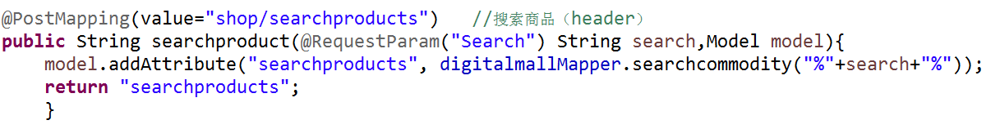 @PostMapping(value="shop/searchproducts")   //搜索商品（header）
public String searchproduct(@RequestParam("Search") String search,Model model){
    model.addAttribute("searchproducts", digitalmallMapper.searchcommodity("%"+search+"%"));
    return "searchproducts";
    }